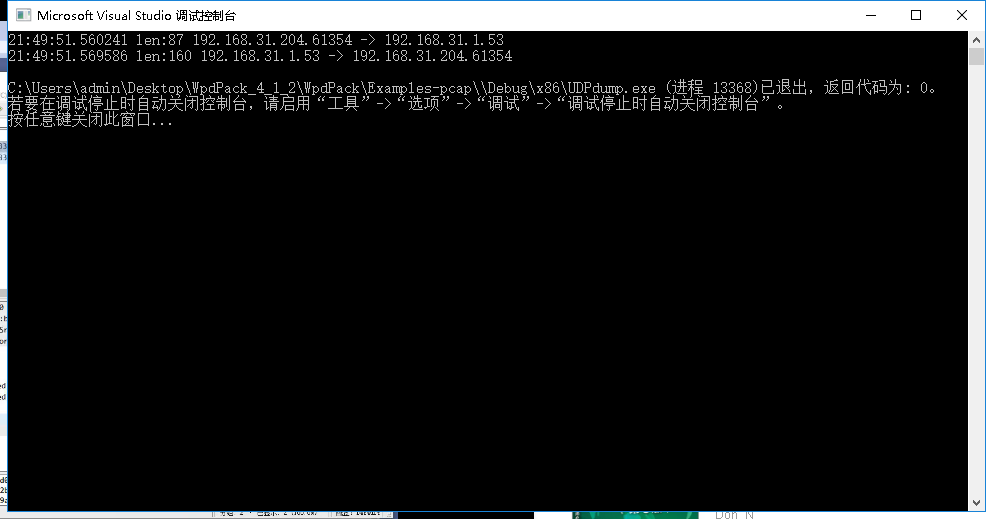 Microsoft Visual Studio 调试控制台
21:49:51.560241 len:87 192.168.31.204.61354 -> 192.168.31.1.53
21:49:51.569586 len:160 192.168.31.1.53 -> 192.168.31.204.61354
C:\Users\admin\Desktop\WpdPack_4_1_2\WpdPack\Examples-pcap\\Debug\x86\UDPdump.exe (进程 13368)已退出，返回代码为: 0。
若要在调试停止时自动关闭控制台，请启用“工具”->“选项”->“调试”->“调试停止时自动关闭控制台”。
按任意键关闭此窗口...
Don N